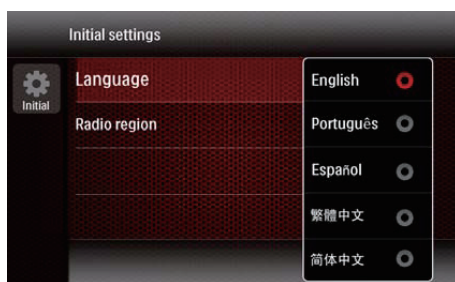 Initial settings
Initial
Language
Radio region
English
Português
Español
繁體中文
简体中文